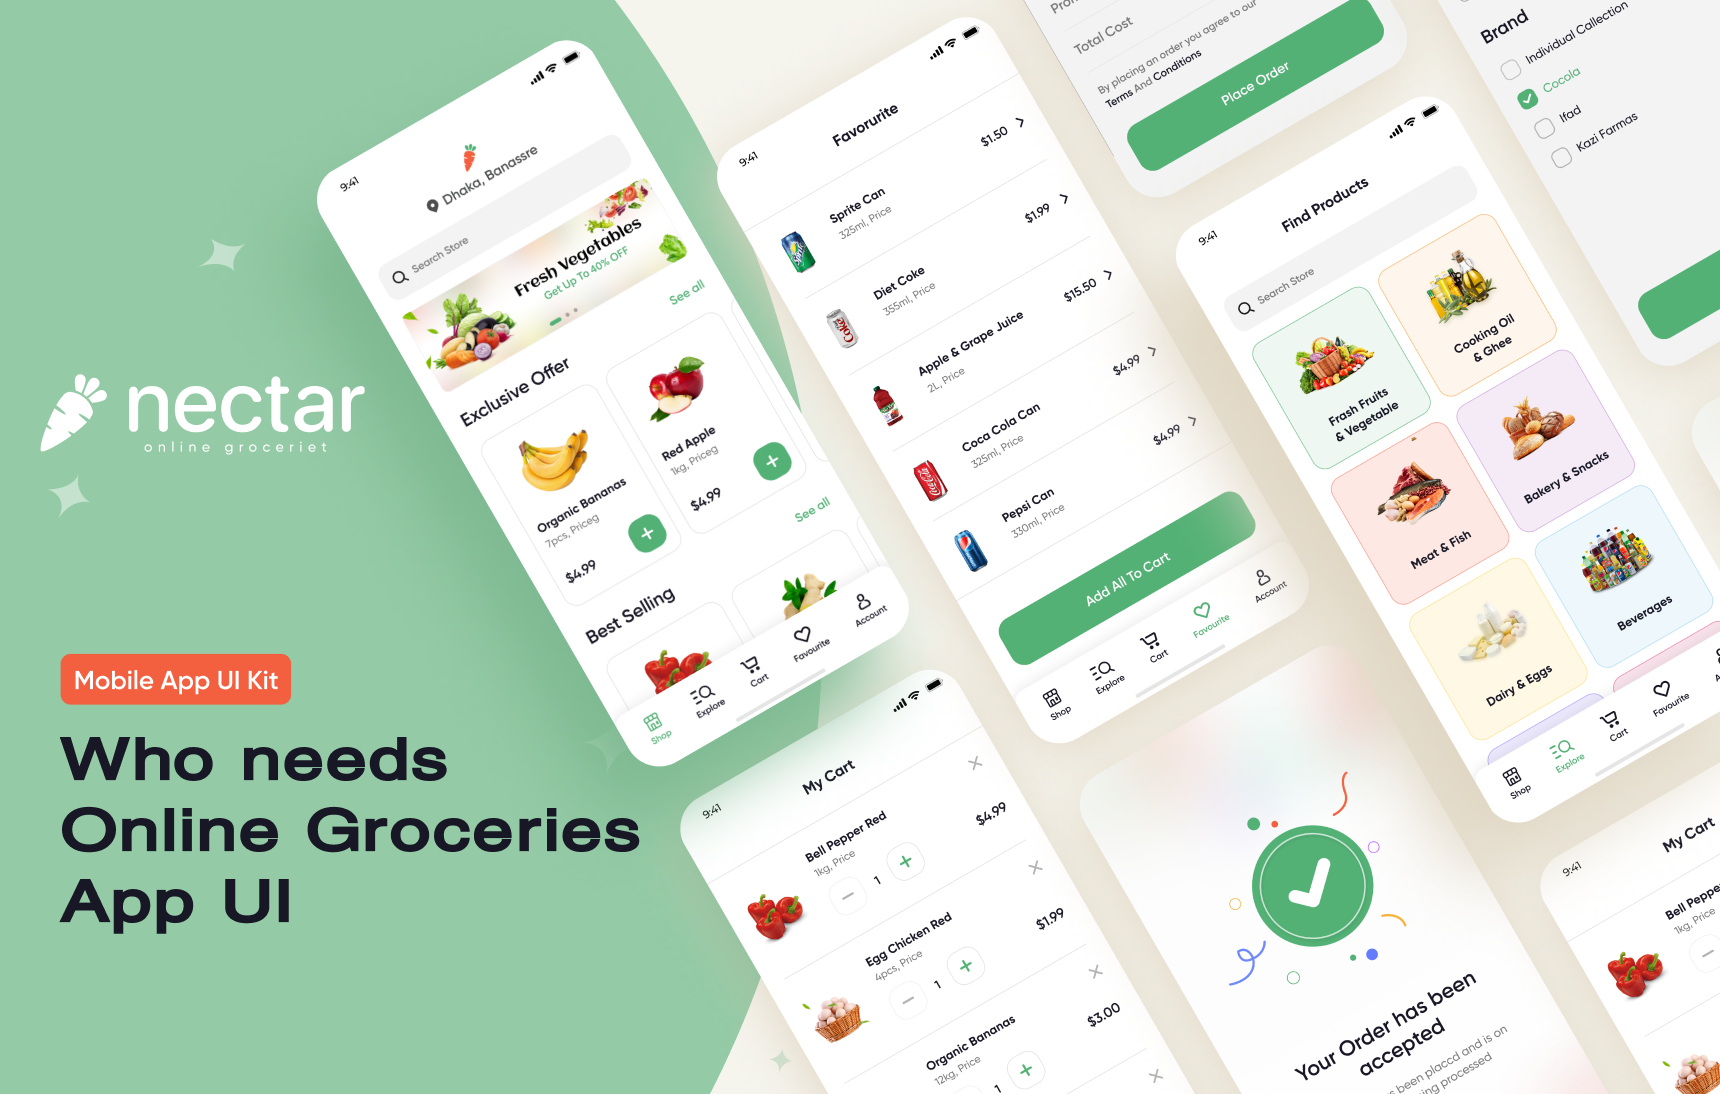 nectar
online groceriet
Mobile App UI Kit
Who needs
Online Groceries
App UI
9:41
Dhaka, Banassre
Search Store
Fresh Vegetables
Get Up To 40% OFF
Exclusive Offer
See all
Organic Bananas
7pcs, Priceg
$4.99
Red Apple
1kg, Priceg
$4.99
Best Selling
See all
Shop
Explore
Cart
Favourite
Account
9:41
Favorurite
Sprite Can
325ml, Price
$1.50
Diet Coke
355ml, Price
$1.99
Apple & Grape Juice
2L, Price
$15.50
Coca Cola Can
325ml, Price
$4.99
Pepsi Can
330ml, Price
$4.99
Add All To Cart
Shop
Explore
Cart
Favourite
Account
Total Cost
By placing an order you agree to our
Terms And Conditions
Place Order
Brand
Individual Callection
Cocola
Ifad
Kazi Farmas
9:41
Find Products
Search Store
Frash Fruits
& Vegetable
Cooking Oil
& Ghee
Meat & Fish
Bakery & Snacks
Dairy & Eggs
Beverages
Shop
Explore
Cart
Favourite
9:41
My Cart
Bell Pepper Red
1kg, Price
1
$4.99
Egg Chicken Red
4pcs, Price
1
$1.99
Organic Bananas
12kg, Price
1
$3.00
Your Order has been
accepted
been placcd and is on
processed
9:41
My Cart
Bell Peppe
1kg, Price